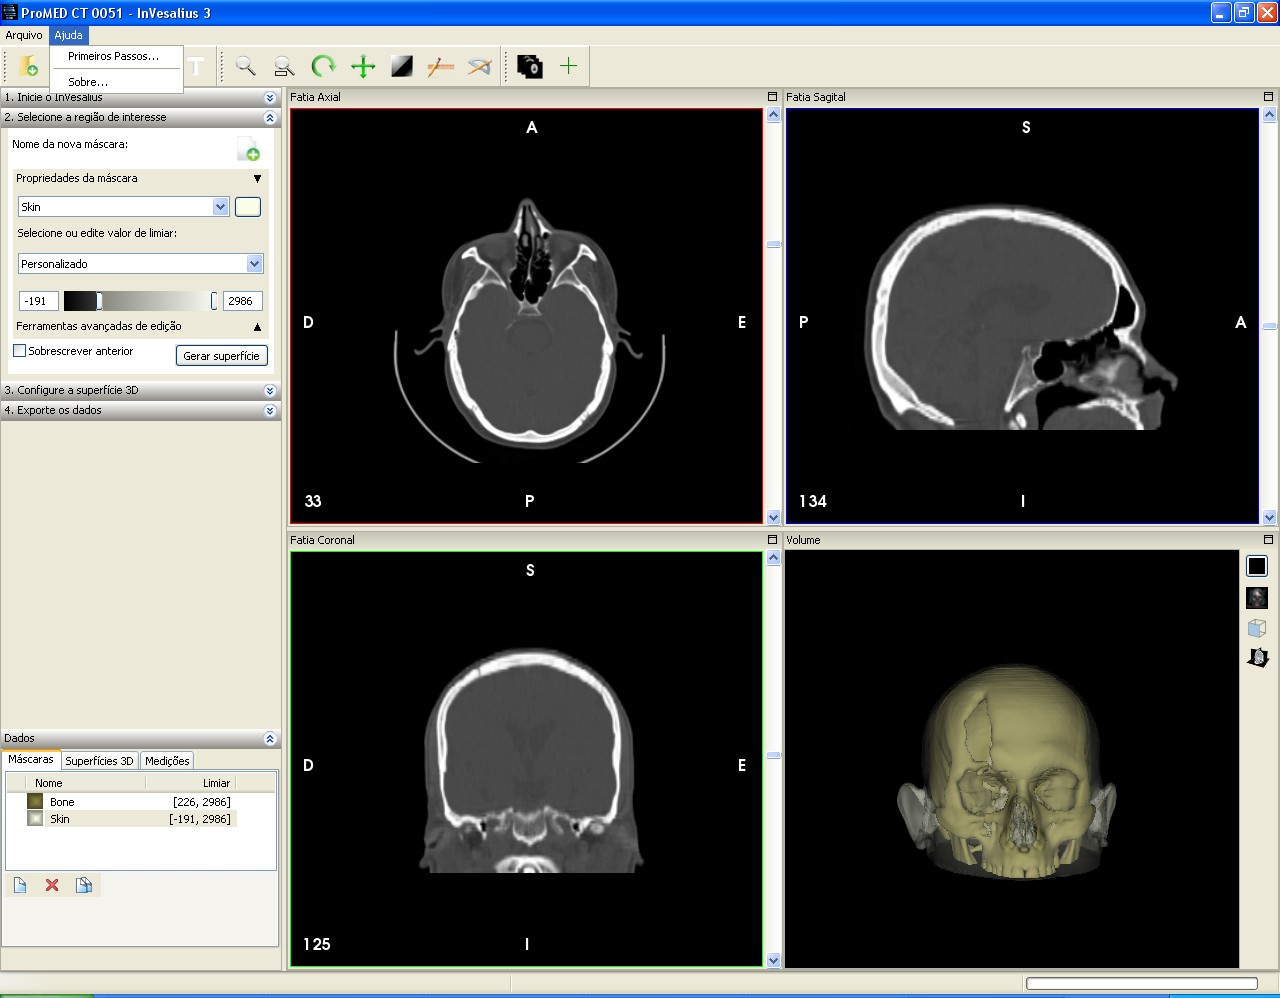 ProMED CT 0051 - InVesalius 3
Arquivo Ajuda
Primeiros Passos...
Sobre...
T
1. Inicie o InVesalius
2. Selecione a região de interesse
Nome da nova máscara:
Propriedades da máscara
Skin
Selecione ou edite valor de limiar:
Personalizado
-191 2986
Ferramentas avançadas de edição
Sobrescrever anterior Gerar superfície
3. Configure a superfície 3D
4. Exporte os dados
Dados
Máscaras Superfícies 3D Medições
Nome Limiar
Bone [226, 2986]
Skin [-191, 2986]
Fatia Axial
A
D E
33 P
Fatia Sagital
S
P A
134 I
Fatia Coronal
S
D E
125 I
Volume